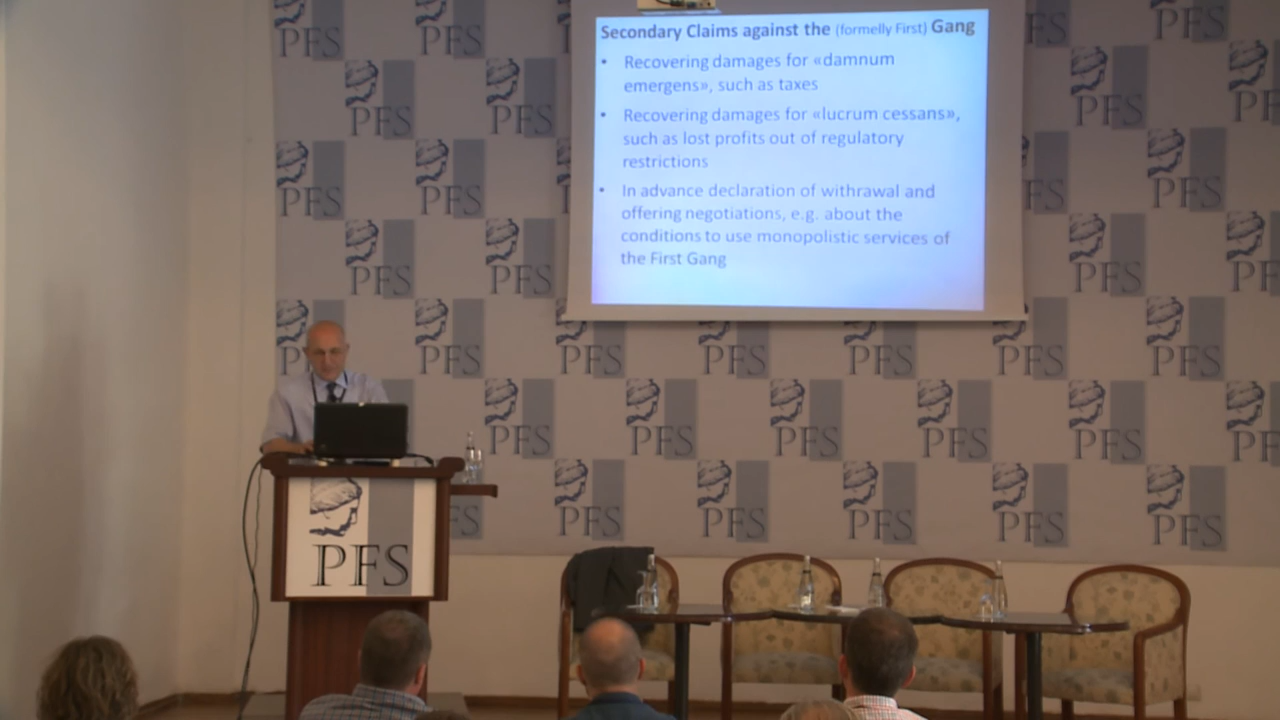 Secondary Claims against the (formelly First) Gang
• Recovering damages for «damnum
emergens», such as taxes
• Recovering damages for «lucrum cessans»,
such as lost profits out of regulatory
restrictions
• In advance declaration of withrawal and
offering negotiations, e.g. about the
conditions to use monopolistic services of
the First Gang
PFS